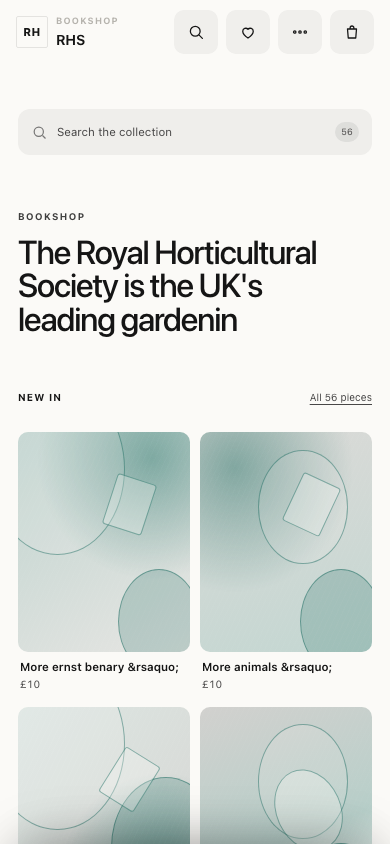 RH
BOOKSHOP
RHS
Search the collection
56
BOOKSHOP
The Royal Horticultural
Society is the UK's
leading gardenin
NEW IN
All 56 pieces
More ernst benary &rsaquo;
£10
More animals &rsaquo;
£10